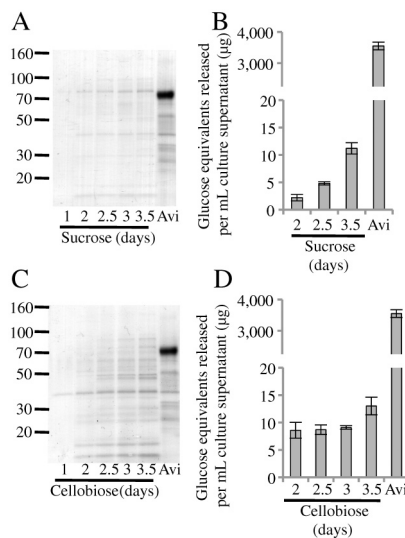 A
160
100
70
50
30
20
1 2 2.5 3 3.5 Avi
Sucrose (days)
B
Glucose equivalents released
per mL culture supernatant (µg)
4,000
3,000
20
15
10
5
0
2 2.5 3.5 Avi
Sucrose
(days)
C
160
100
70
50
30
20
1 2 2.5 3 3.5 Avi
Cellobiose(days)
D
Glucose equivalents released
per mL culture supernatant (µg)
4,000
3,000
20
15
10
5
0
2 2.5 3 3.5 Avi
Cellobiose
(days)